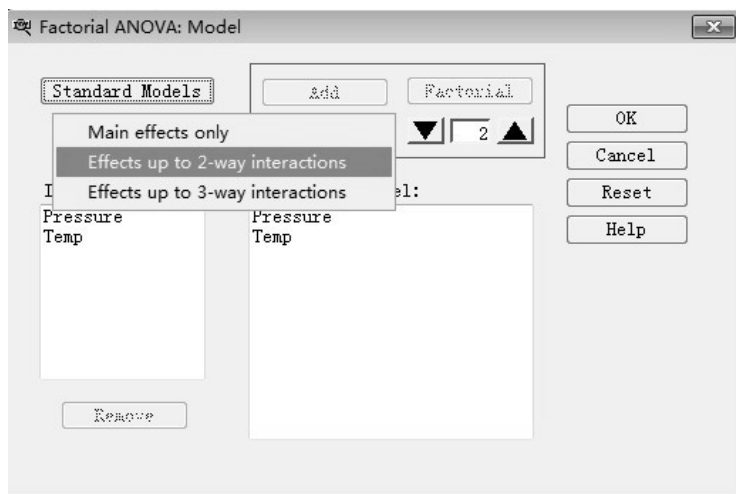 Factorial ANOVA: Model
Standard Models
Add
Factorial
Main effects only
2
OK
Effects up to 2-way interactions
Cancel
Effects up to 3-way interactions
Reset
Pressure
Temp
Pressure
Temp
Help
Remove